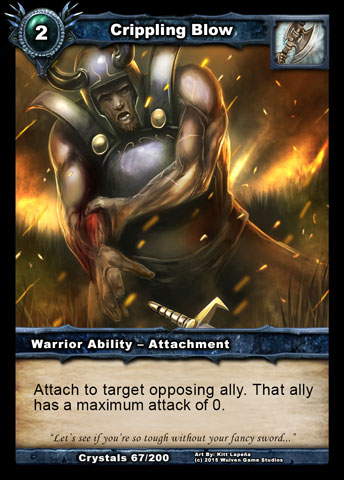 2
Crippling Blow
Warrior Ability – Attachment
Attach to target opposing ally. That ally
has a maximum attack of 0.
"Let's see if you're so tough without your fancy sword..."
Crystals 67/200
Art By: Kitt Lapeña
(c) 2015 Wulven Game Studios